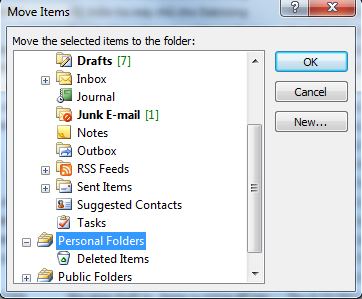 Move Items
Move the selected items to the folder:
Drafts [7]
Inbox
Journal
Junk E-mail [1]
Notes
Outbox
RSS Feeds
Sent Items
Suggested Contacts
Tasks
Personal Folders
Deleted Items
Public Folders
OK
Cancel
New...